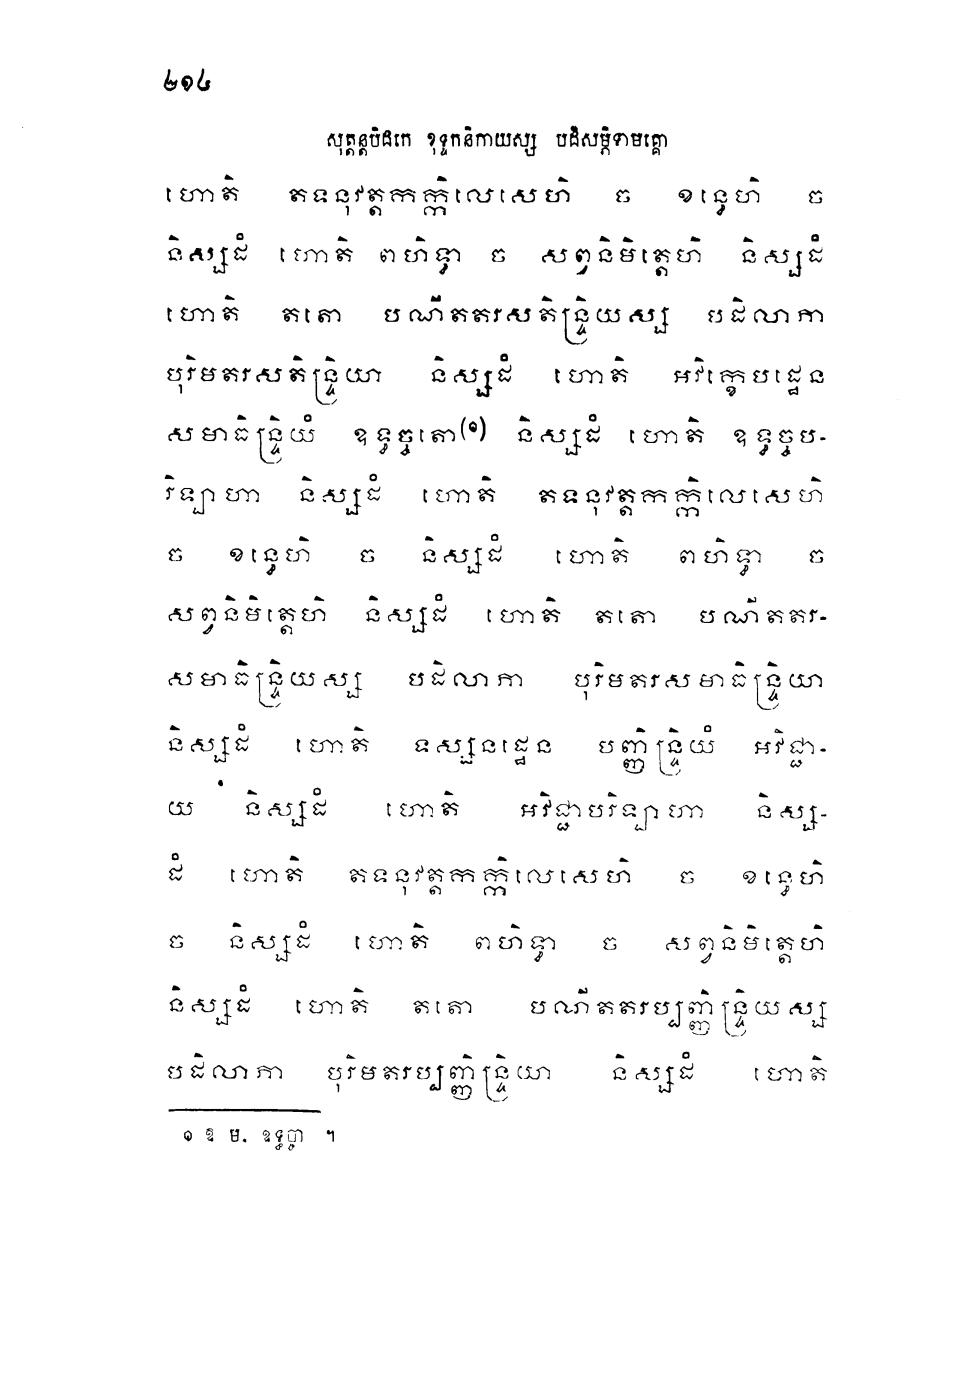 ២១៤
សុត្តន្តបិដកេ ខុទ្ទកនិកាយស្ស បដិសម្ភិទាមគ្គោ
ហោតិ តទនុវត្តកក្កិលេសេហិ ច ខន្ធេហិ ច
និស្សដំ ហោតិ ពហិទ្ធា ច សព្វនិមិត្តេហិ និស្សដំ
ហោតិ តតោ បណីតតរសតិន្ទ្រិយស្ស បដិលាភា
បុរិមតរសតិន្ទ្រិយា និស្សដំ ហោតិ អវិក្ខេបដ្ឋេន
សមាធិន្ទ្រិយំ ឧទ្ធច្ចតោ(១) និស្សដំ ហោតិ ឧទ្ធច្ចប-
រិឡាហា និស្សដំ ហោតិ តទនុវត្តកក្កិលេសេហិ
ច ខន្ធេហិ ច និស្សដំ ហោតិ ពហិទ្ធា ច
សព្វនិមិត្តេហិ និស្សដំ ហោតិ តតោ បណីតតរ-
សមាធិន្ទ្រិយស្ស បដិលាភា បុរិមតរសមាធិន្ទ្រិយា
និស្សដំ ហោតិ ទស្សនដ្ឋេន បញ្ញិន្ទ្រិយំ អវិជ្ជា-
យ និស្សដំ ហោតិ អវិជ្ជាបរិឡាហា និស្ស-
ដំ ហោតិ តទនុវត្តកក្កិលេសេហិ ច ខន្ធេហិ
ច និស្សដំ ហោតិ ពហិទ្ធា ច សព្វនិមិត្តេហិ
និស្សដំ ហោតិ តតោ បណីតតរប្បញ្ញិន្ទ្រិយស្ស
បដិលាភា បុរិមតរប្បញ្ញិន្ទ្រិយា និស្សដំ ហោតិ
១ ឱ ម. ឧទ្ធច្ចា ។